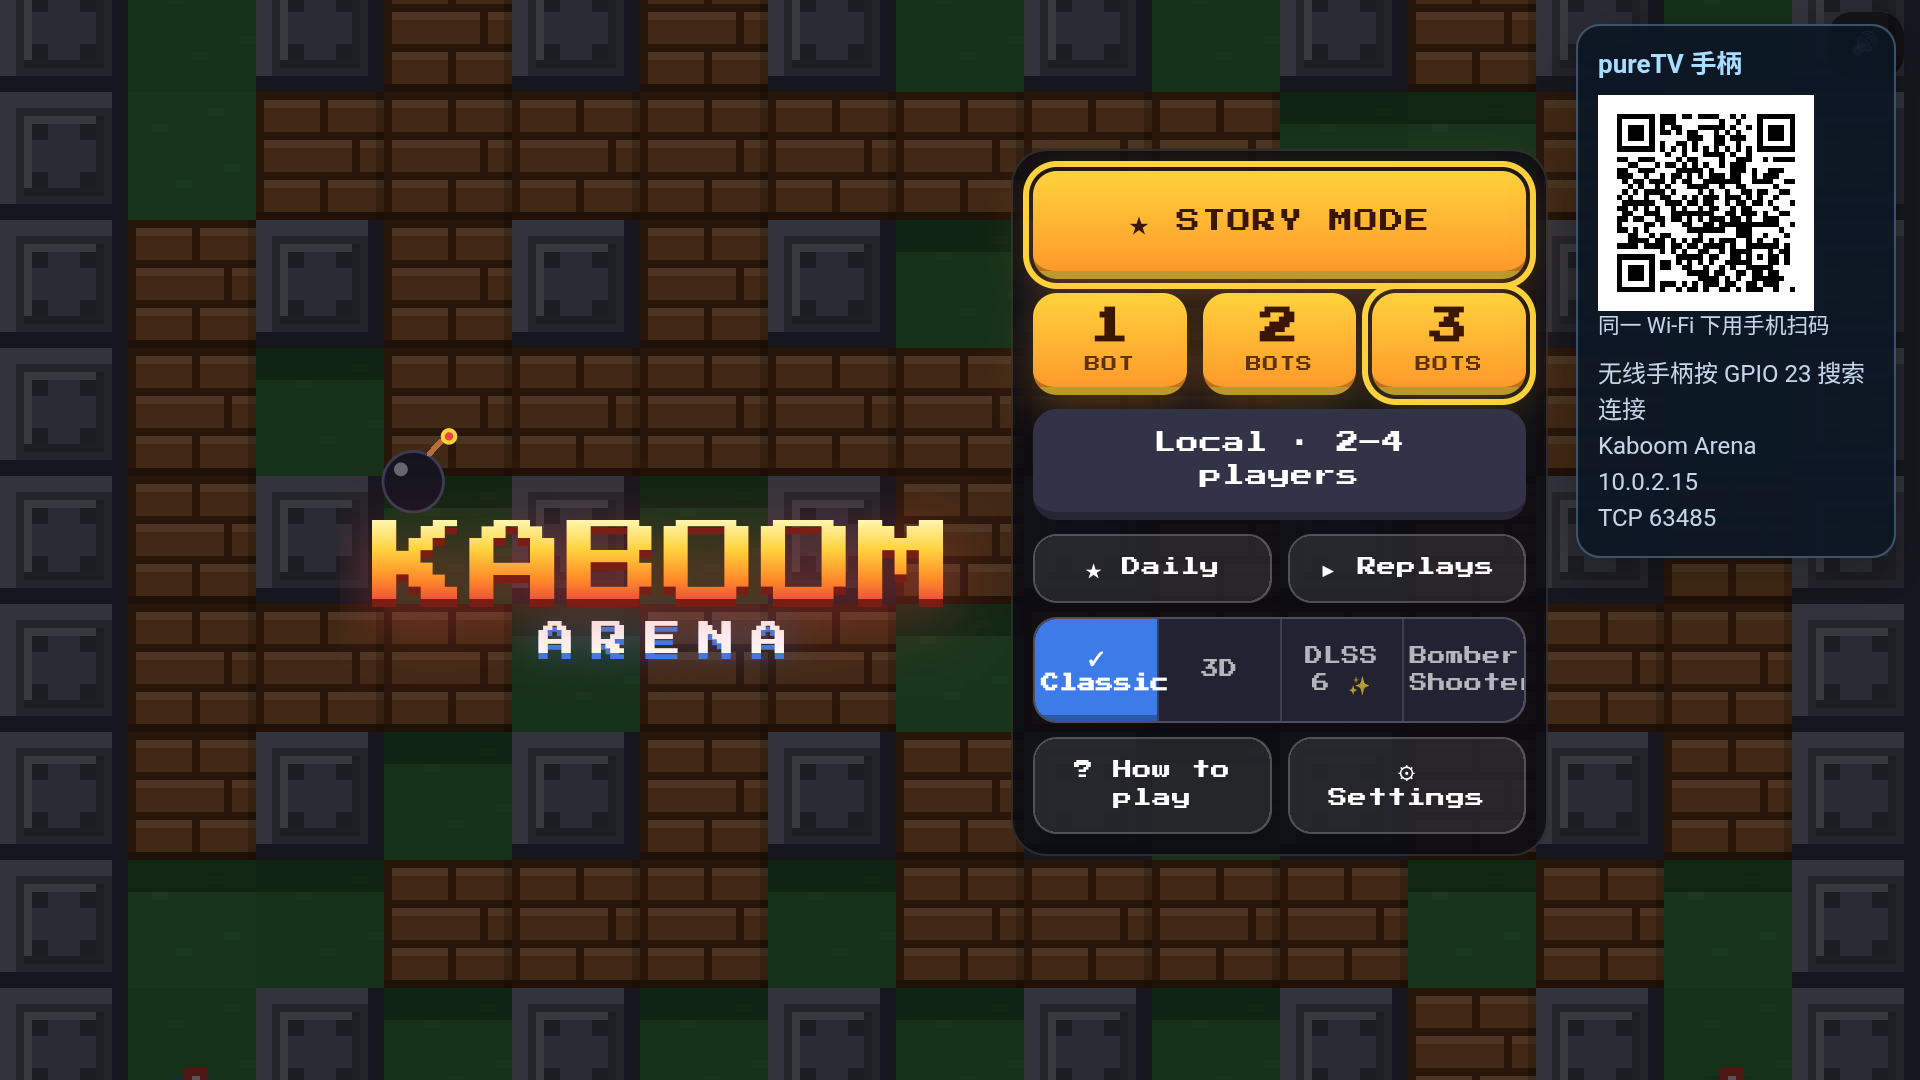 KABOOM
ARENA
★ STORY MODE
1
BOT
2
BOTS
3
BOTS
Local · 2–4
players
★ Daily
▶ Replays
✓
Classic
3D
DLSS
6 ✨
Bomber
Shooter
? How to
play
⚙
Settings
pureTV 手柄
同一 Wi-Fi 下用手机扫码
无线手柄按 GPIO 23 搜索
连接
Kaboom Arena
10.0.2.15
TCP 63485